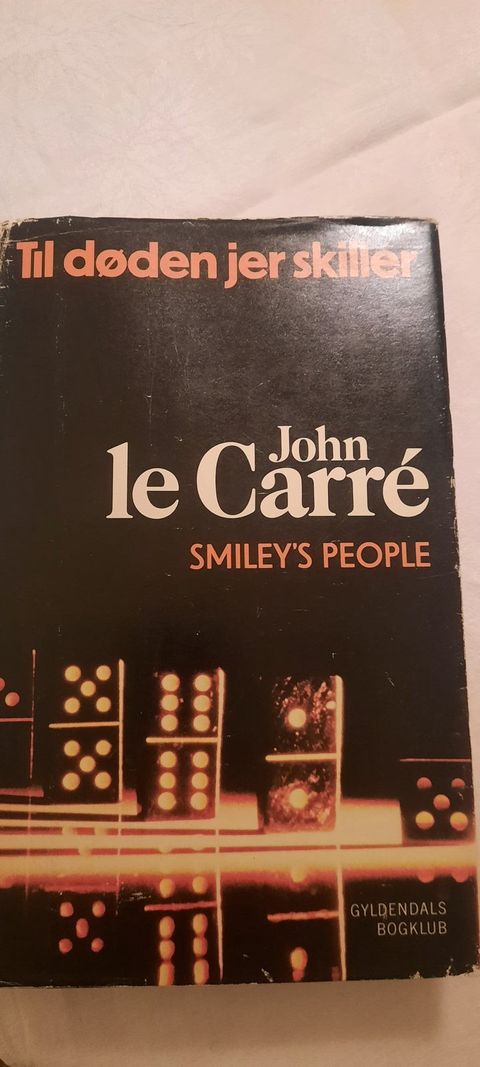 Til døden jer skiller
John
le Carré
SMILEY'S PEOPLE
GYLDENDALS
BOGKLUB